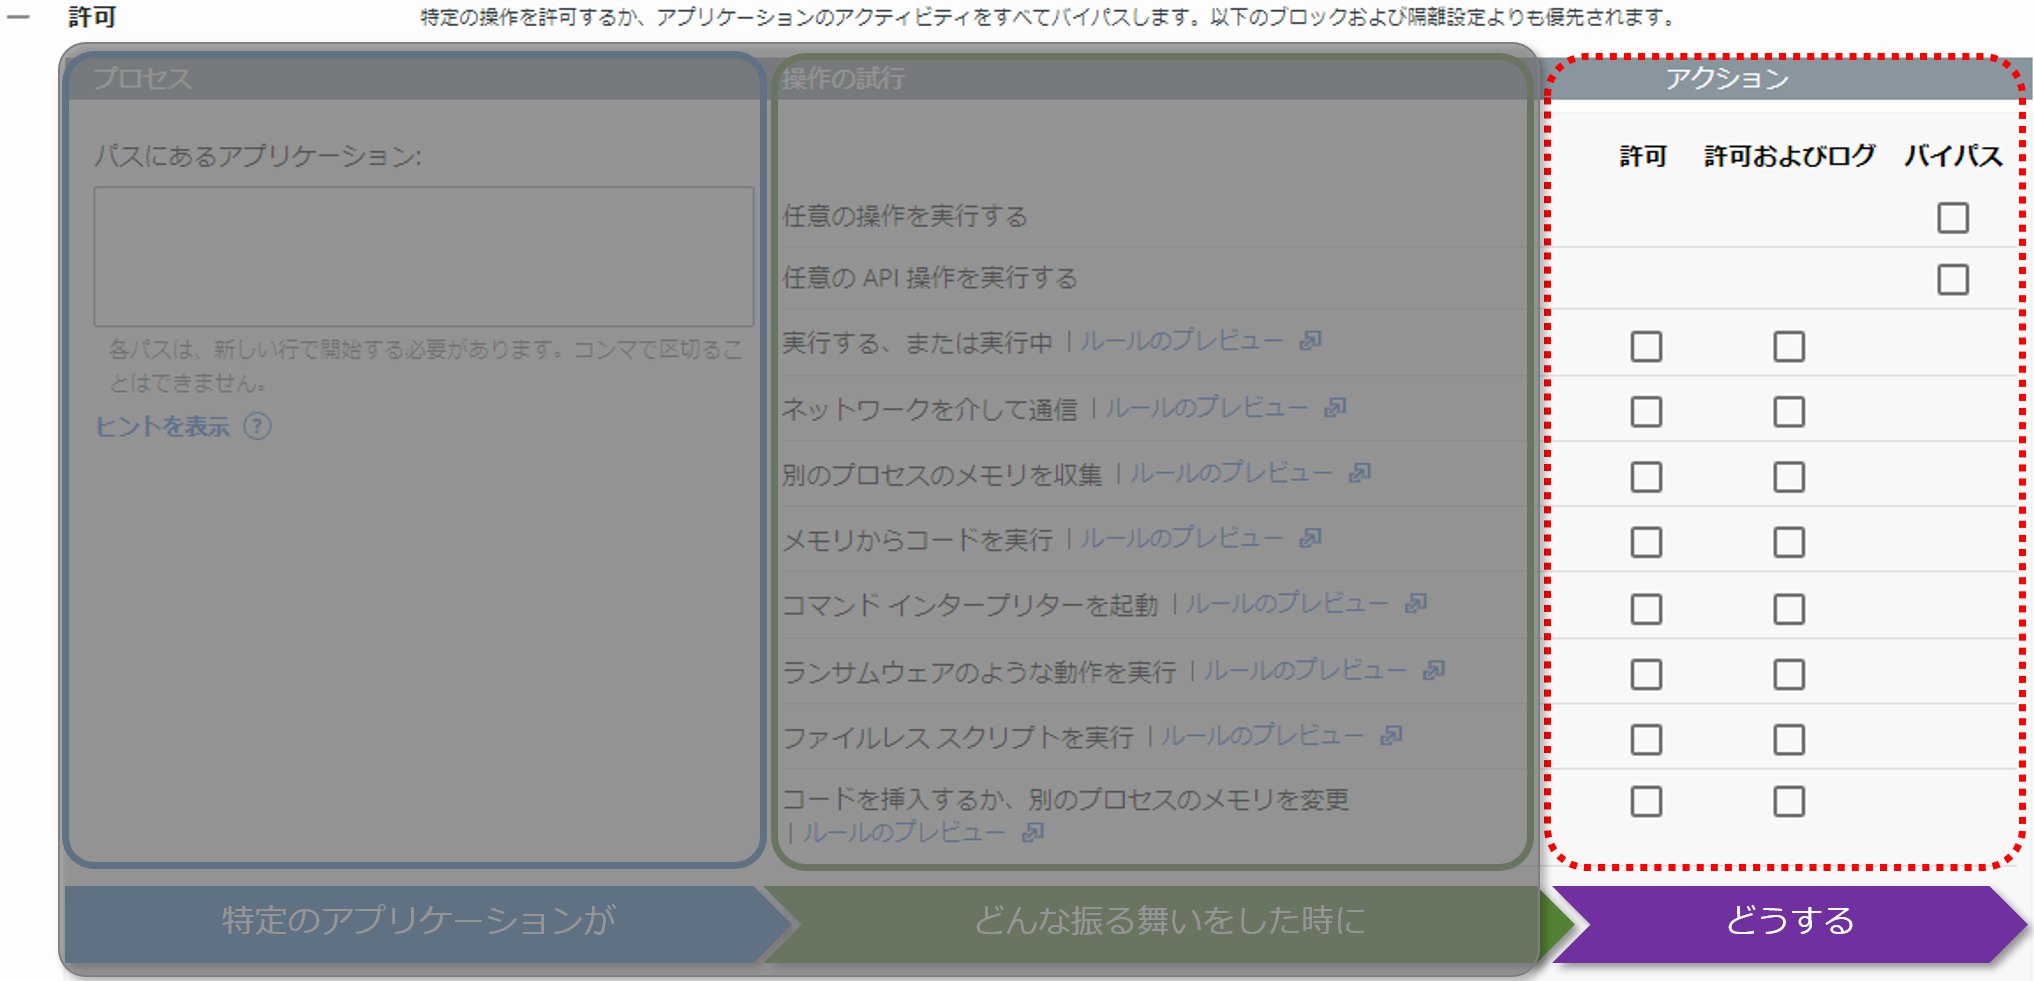 許可
特定の操作を許可するか、アプリケーションのアクティビティをすべてバイパスします。以下のブロックおよび隔離設定よりも優先されます。
プロセス
操作の試行
アクション
パスにあるアプリケーション:
許可 許可およびログ バイパス
任意の操作を実行する
任意の API 操作を実行する
各パスは、新しい行で開始する必要があります。コンマで区切るこ
とはできません。
ヒントを表示 ?
実行する、または実行中 | ルールのプレビュー
ネットワークを介して通信 | ルールのプレビュー
別のプロセスのメモリを収集 | ルールのプレビュー
メモリからコードを実行 | ルールのプレビュー
コマンド インタープリターを起動 | ルールのプレビュー
ランサムウェアのような動作を実行 | ルールのプレビュー
ファイルレス スクリプトを実行 | ルールのプレビュー
コードを挿入するか、別のプロセスのメモリを変更
| ルールのプレビュー
特定のアプリケーションが
どんな振る舞いをした時に
どうする